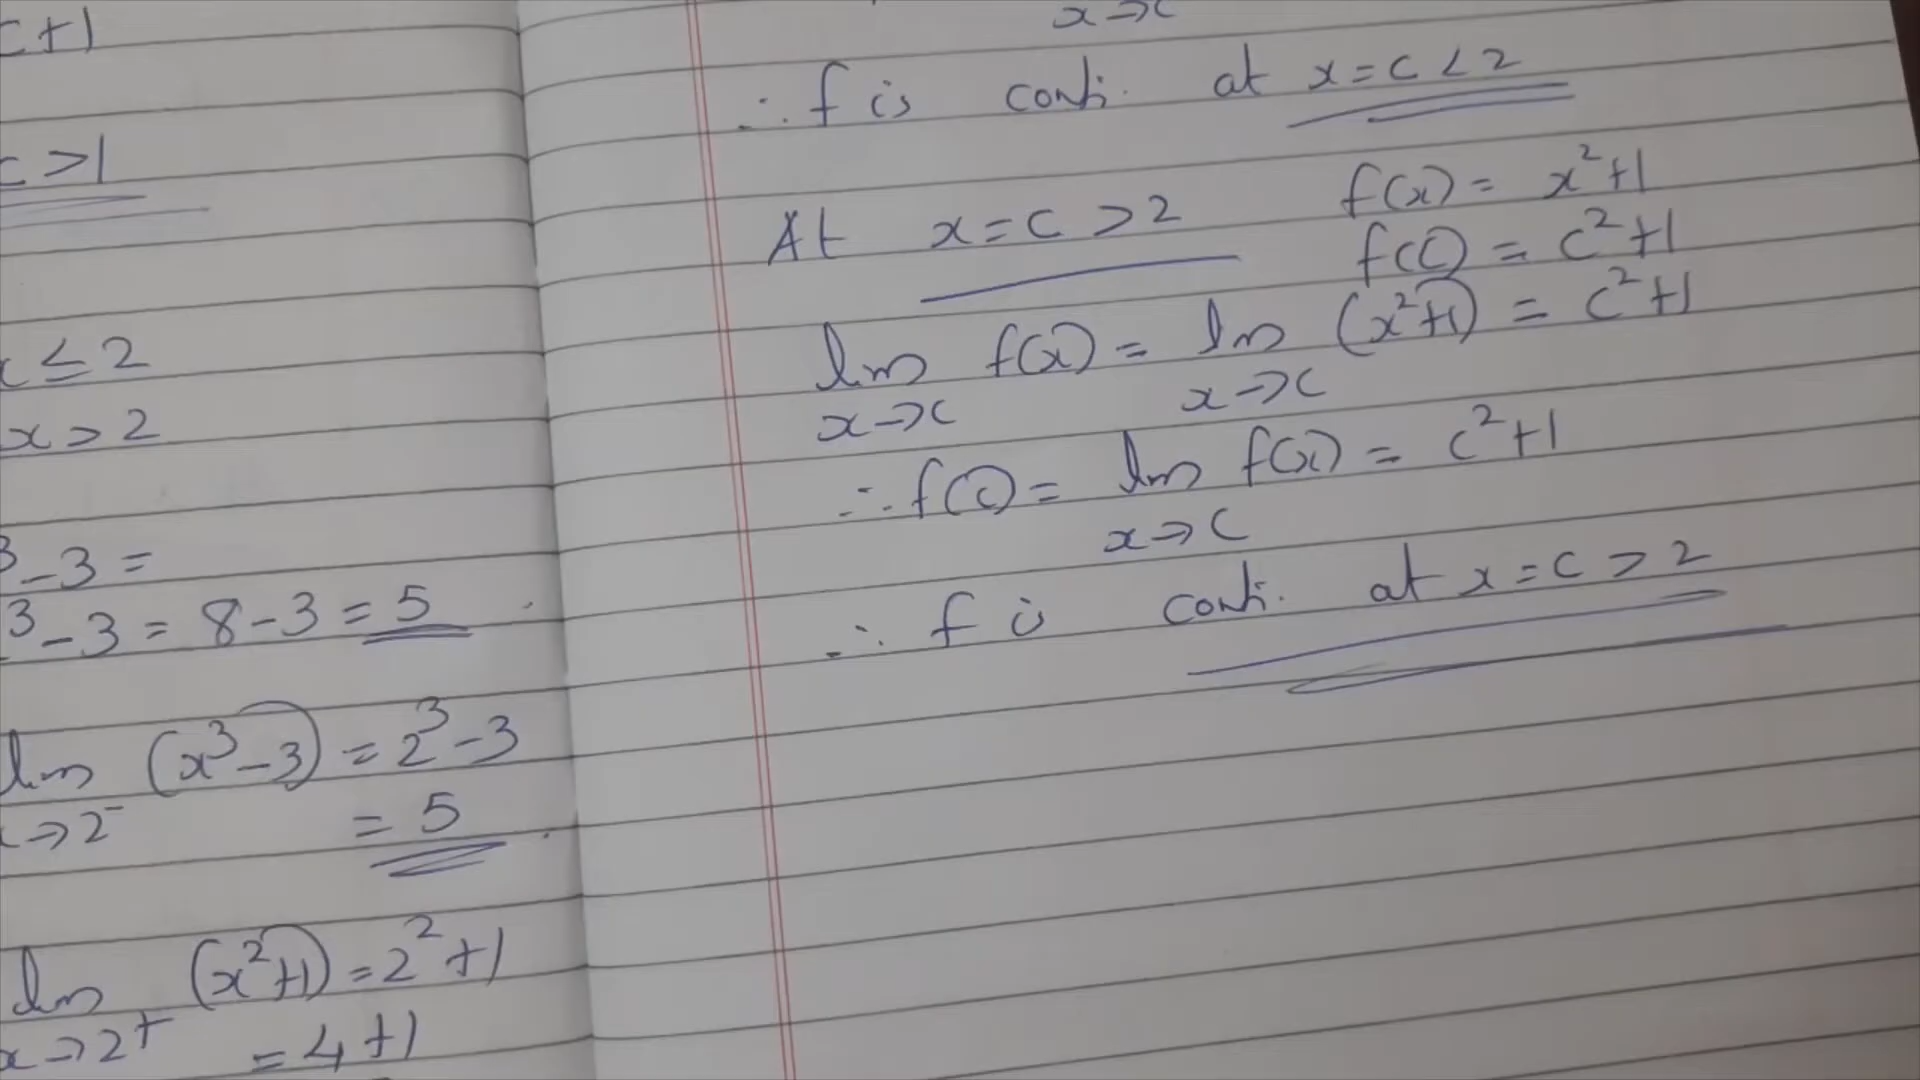 c+1
c>1
x ≤ 2
x > 2
3 - 3 =
3 - 3 = 8 - 3 = 5
lim (x³-3) = 2³-3
x→2⁻ = 5
lim (x²+1) = 2²+1
x→2⁺ = 4+1
x→c
∴ f is conti. at x=c<2
At x=c>2 f(x) = x²+1
f(c) = c²+1
lim f(x) = lim (x²+1) = c²+1
x→c x→c
∴ f(c) = lim f(x) = c²+1
x→c
∴ f is conti. at x=c>2